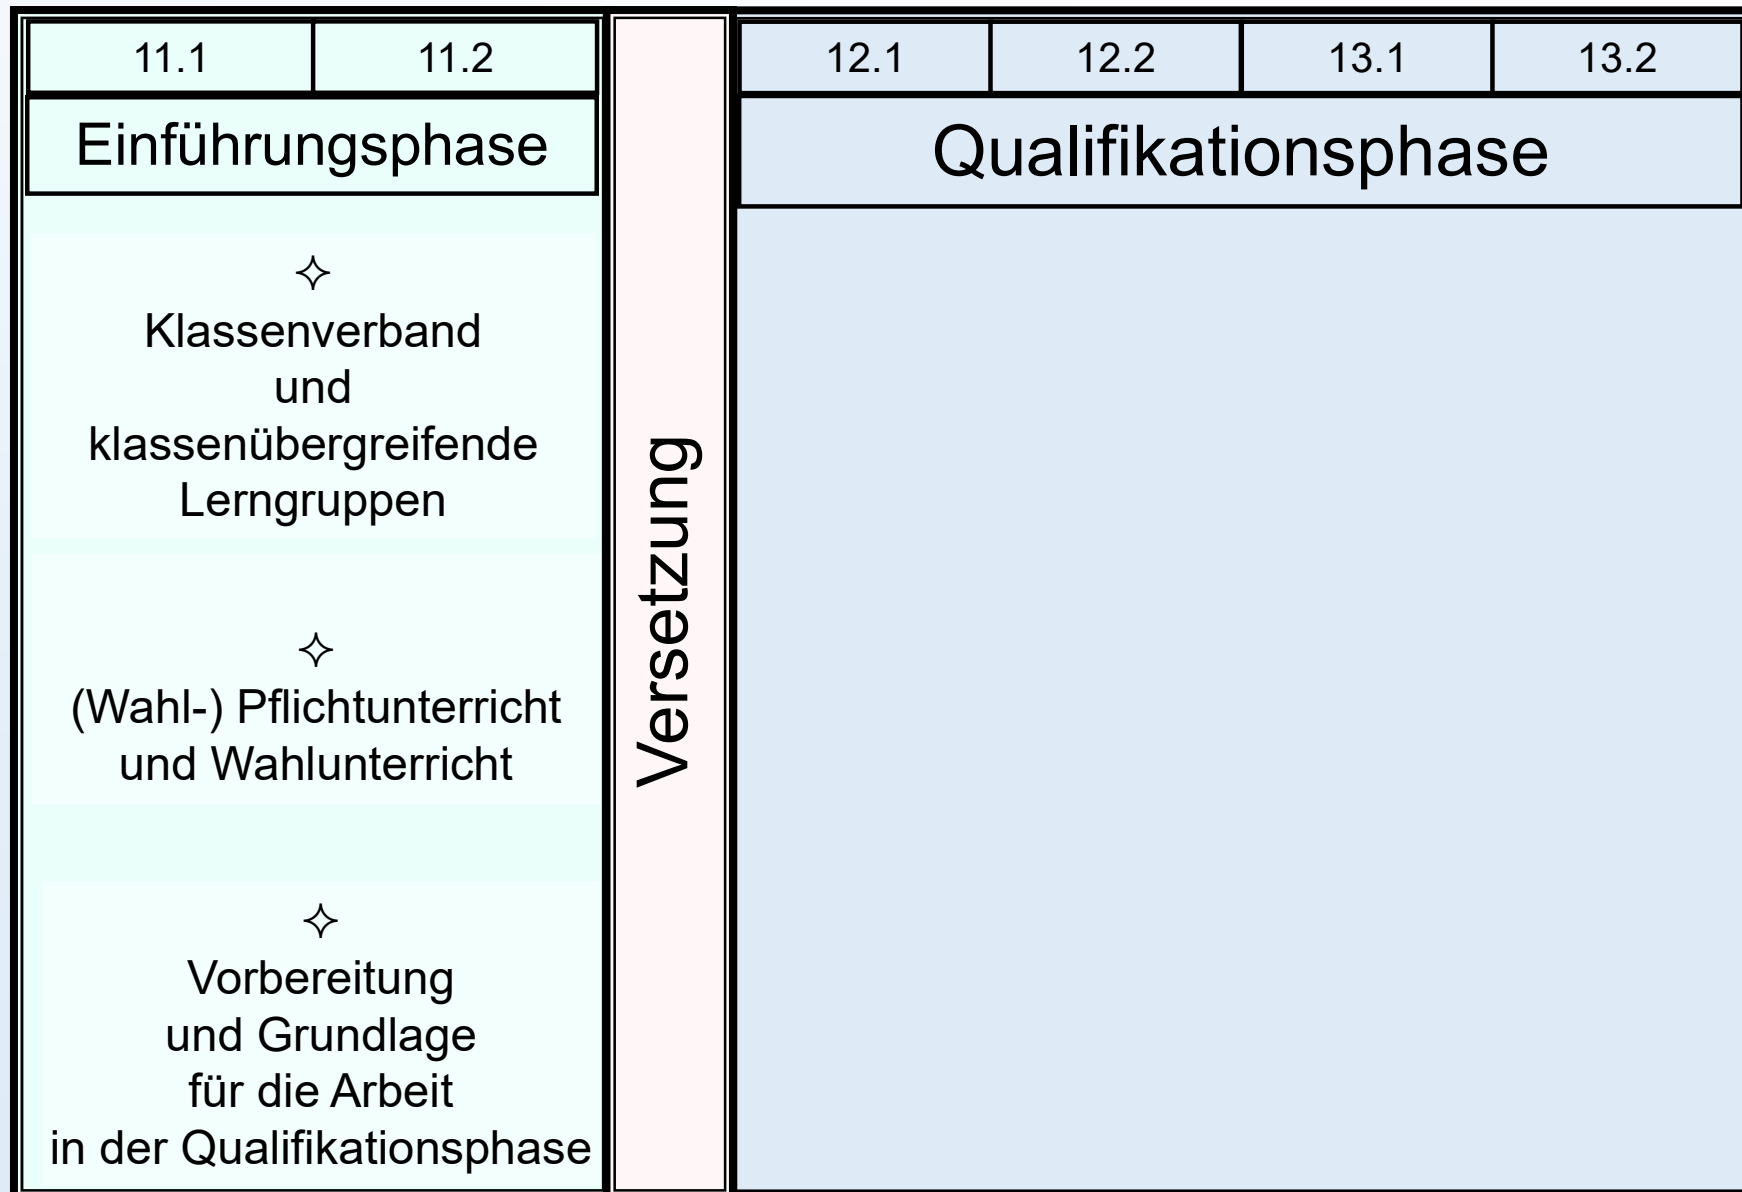 11.1 11.2
Einführungsphase
✧
Klassenverband
und
klassenübergreifende
Lerngruppen
✧
(Wahl-) Pflichtunterricht
und Wahlunterricht
✧
Vorbereitung
und Grundlage
für die Arbeit
in der Qualifikationsphase
Versetzung
12.1 12.2 13.1 13.2
Qualifikationsphase